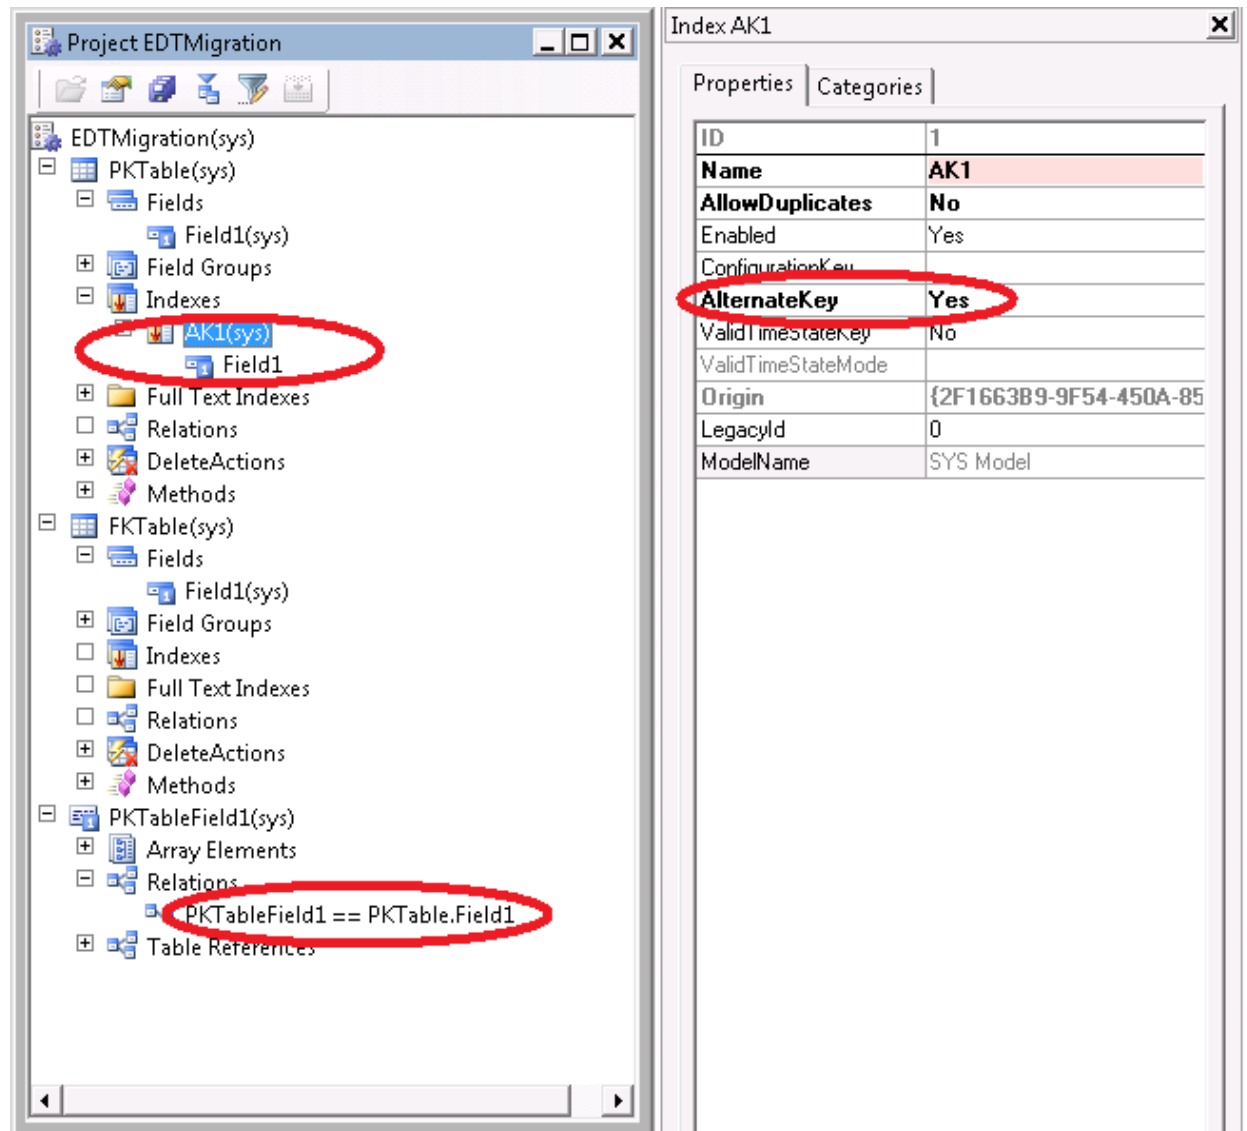 Project EDTMigration
EDTMigration(sys)
PKTable(sys)
Fields
Field1(sys)
Field Groups
Indexes
AK1(sys)
Field1
Full Text Indexes
Relations
DeleteActions
Methods
FKTable(sys)
Fields
Field1(sys)
Field Groups
Indexes
Full Text Indexes
Relations
DeleteActions
Methods
PKTableField1(sys)
Array Elements
Relations
PKTableField1 == PKTable.Field1
Table References
Index AK1
Properties Categories
ID 1
Name AK1
AllowDuplicates No
Enabled Yes
ConfigurationKey
AlternateKey Yes
ValidTimeStateKey No
ValidTimeStateMode
Origin {2F1663B9-9F54-450A-85
LegacyId 0
ModelName SYS Model